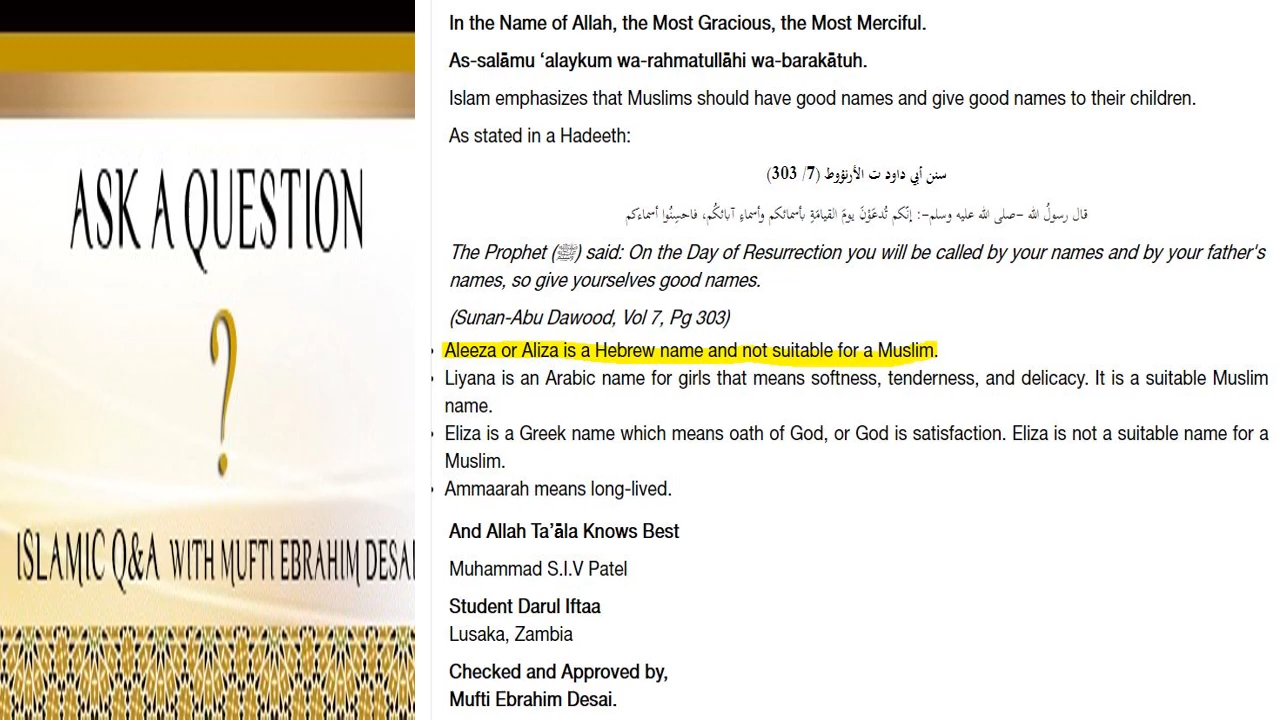 ASK A QUESTION
?
ISLAMIC Q&A WITH MUFTI EBRAHIM DESAI
In the Name of Allah, the Most Gracious, the Most Merciful.
As-salāmu ‘alaykum wa-rahmatullāhi wa-barakātuh.
Islam emphasizes that Muslims should have good names and give good names to their children.
As stated in a Hadeeth:
سنن أبي داود ت الأرنؤوط (7/ 303)
قال رسولُ الله –صلى الله عليه وسلم–: إنَّكم تُدعَوْنَ يومَ القيامَةِ بأسمائكم وأسماءِ آبائكُم، فاحسِنُوا أسماءَكم
The Prophet (ﷺ) said: On the Day of Resurrection you will be called by your names and by your father's
names, so give yourselves good names.
(Sunan-Abu Dawood, Vol 7, Pg 303)
• Aleeza or Aliza is a Hebrew name and not suitable for a Muslim.
• Liyana is an Arabic name for girls that means softness, tenderness, and delicacy. It is a suitable Muslim
name.
• Eliza is a Greek name which means oath of God, or God is satisfaction. Eliza is not a suitable name for a
Muslim.
• Ammaarah means long-lived.
And Allah Ta’āla Knows Best
Muhammad S.I.V Patel
Student Darul Iftaa
Lusaka, Zambia
Checked and Approved by,
Mufti Ebrahim Desai.